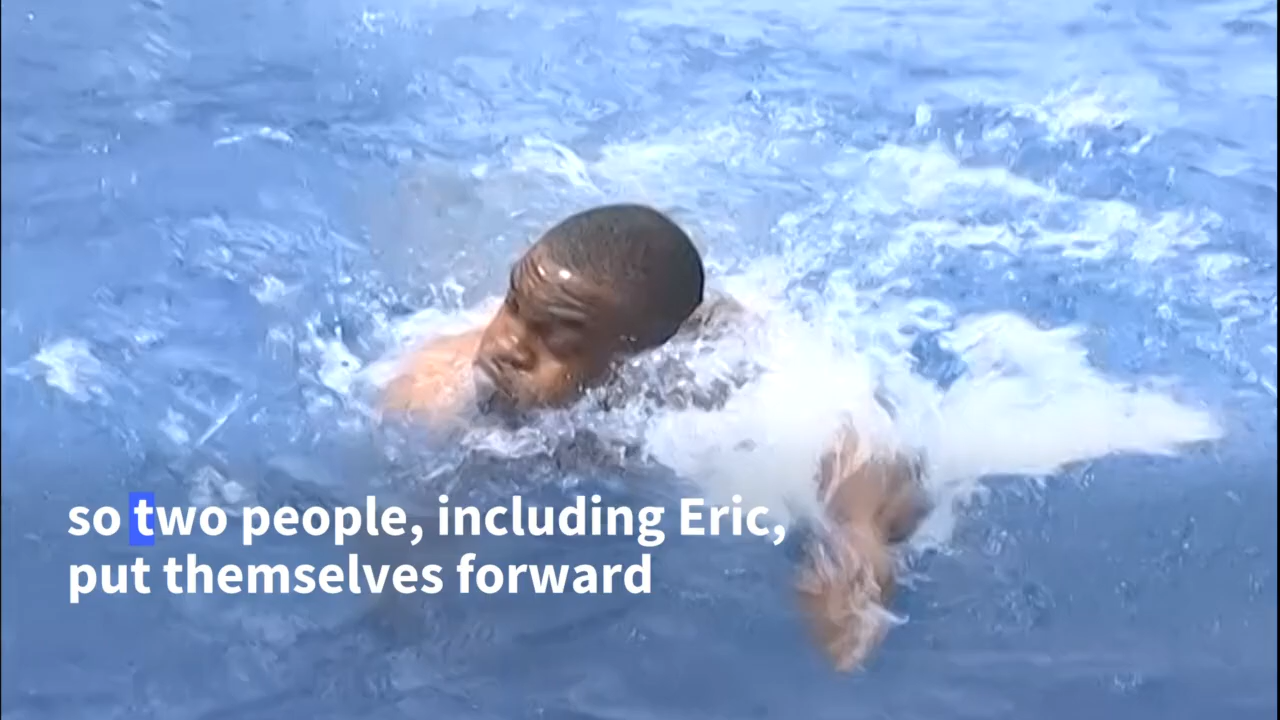 so two people, including Eric,
put themselves forward